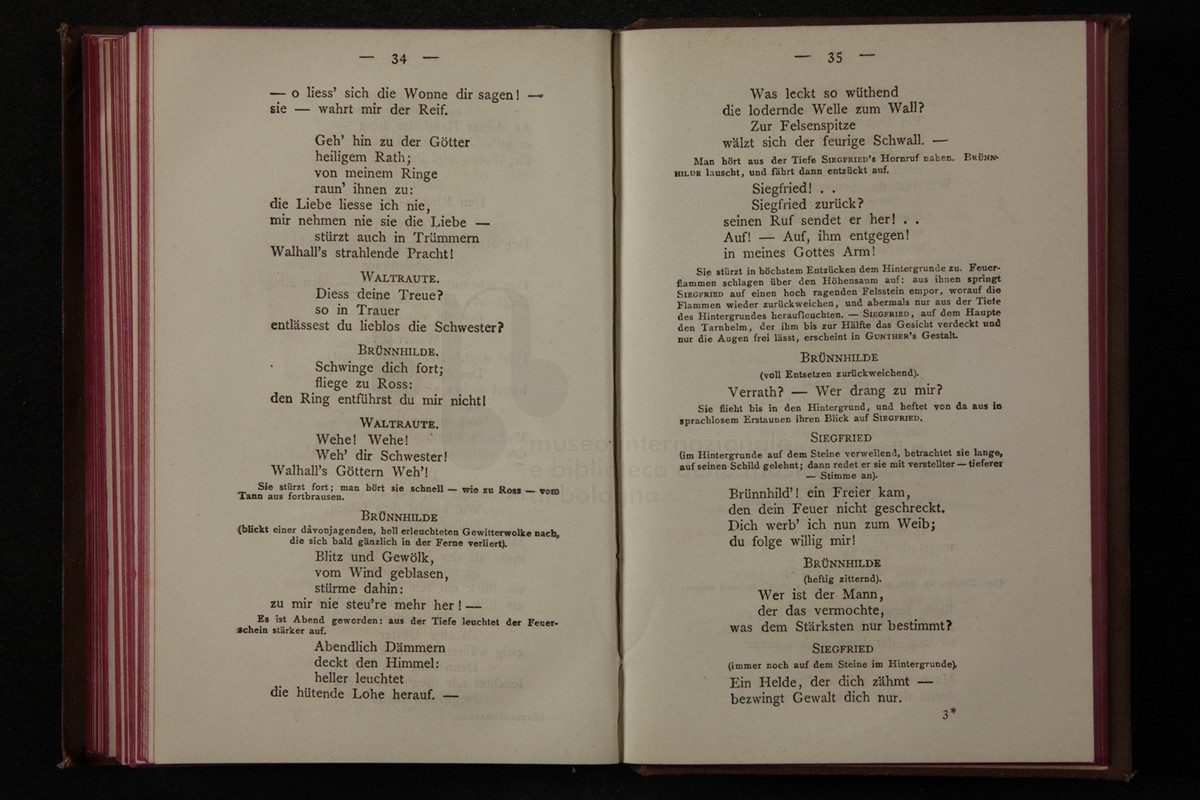 — 34 —
— o liess' sich die Wonne dir sagen! —
sie — wahrt mir der Reif.
Geh' hin zu der Götter
heiligem Rath;
von meinem Ringe
raun' ihnen zu:
die Liebe liesse ich nie,
mir nehmen nie sie die Liebe —
stürzt auch in Trümmern
Walhall's strahlende Pracht!
WALTRAUTE.
Diess deine Treue?
so in Trauer
entlässest du lieblos die Schwester?
BRÜNNHILDE.
Schwinge dich fort;
fliege zu Ross:
den Ring entführst du mir nicht!
WALTRAUTE.
Wehe! Wehe!
Weh' dir Schwester!
Walhall's Göttern Weh'!
Sie stürzt fort; man hört sie schnell — wie zu Ross — vom
Tann aus fortbrausen.
BRÜNNHILDE
(blickt einer davonjagenden, hell erleuchteten Gewitterwolke nach,
die sich bald gänzlich in der Ferne verliert).
Blitz und Gewölk,
vom Wind geblasen,
stürme dahin:
zu mir nie steu're mehr her! —
Es ist Abend geworden: aus der Tiefe leuchtet der Feuer-
schein stärker auf.
Abendlich Dämmern
deckt den Himmel:
heller leuchtet
die hütende Lohe herauf. —
— 35 —
Was leckt so wüthend
die lodernde Welle zum Wall?
Zur Felsenspitze
wälzt sich der feurige Schwall. —
Man hört aus der Tiefe SIEGFRIED's Hornruf nahen. BRÜNN-
HILDE lauscht, und fährt dann entzückt auf.
Siegfried! . .
Siegfried zurück?
seinen Ruf sendet er her! . .
Auf! — Auf, ihm entgegen!
in meines Gottes Arm!
Sie stürzt in höchstem Entzücken dem Hintergrunde zu. Feuer-
flammen schlagen über den Höhensaum auf: aus ihnen springt
SIEGFRIED auf einen hoch ragenden Felsstein empor, worauf die
Flammen wieder zurückweichen, und abermals nur aus der Tiefe
des Hintergrundes heraufleuchten. — SIEGFRIED, auf dem Haupte
den Tarnhelm, der ihm bis zur Hälfte das Gesicht verdeckt und
nur die Augen frei lässt, erscheint in GUNTHER's Gestalt.
BRÜNNHILDE
(voll Entsetzen zurückweichend).
Verrath? — Wer drang zu mir?
Sie flieht bis in den Hintergrund, und heftet von da aus in
sprachlosem Erstaunen ihren Blick auf SIEGFRIED.
SIEGFRIED
(im Hintergrunde auf dem Steine verweilend, betrachtet sie lange,
auf seinen Schild gelehnt; dann redet er sie mit verstellter — tieferer
— Stimme an).
Brünnhild'! ein Freier kam,
den dein Feuer nicht geschreckt.
Dich werb' ich nun zum Weib;
du folge willig mir!
BRÜNNHILDE
(heftig zitternd).
Wer ist der Mann,
der das vermochte,
was dem Stärksten nur bestimmt?
SIEGFRIED
(immer noch auf dem Steine im Hintergrunde).
Ein Helde, der dich zähmt —
bezwingt Gewalt dich nur.
3*
museo internazionale
e biblioteca della musica
di bologna